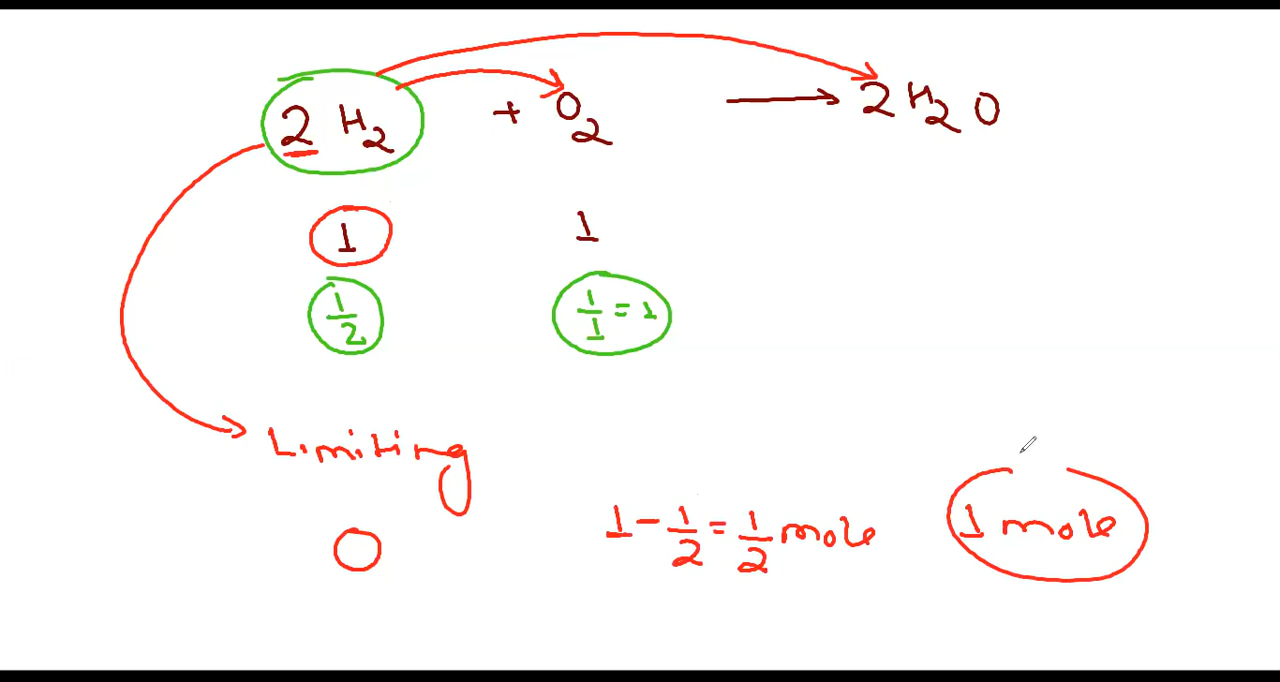 2 H₂ + O₂ → 2 H₂O
1 1
1/2 1/1 = 1
Limiting
0 1 - 1/2 = 1/2 mole 1 mole